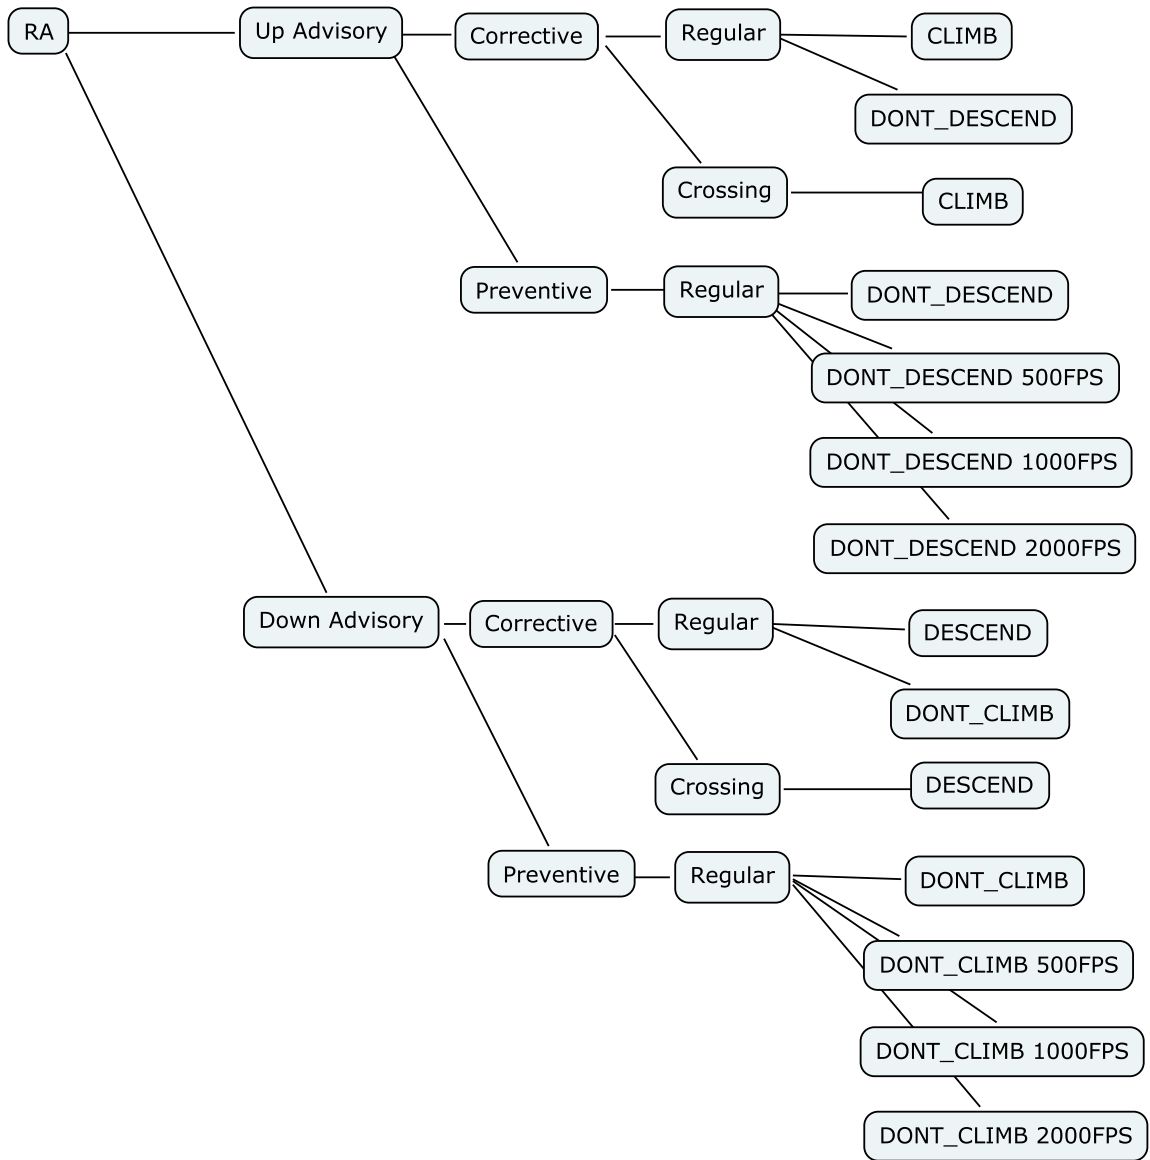 RA
Up Advisory
Corrective
Regular
CLIMB
DONT_DESCEND
Crossing
CLIMB
Preventive
Regular
DONT_DESCEND
DONT_DESCEND 500FPS
DONT_DESCEND 1000FPS
DONT_DESCEND 2000FPS
Down Advisory
Corrective
Regular
DESCEND
DONT_CLIMB
Crossing
DESCEND
Preventive
Regular
DONT_CLIMB
DONT_CLIMB 500FPS
DONT_CLIMB 1000FPS
DONT_CLIMB 2000FPS